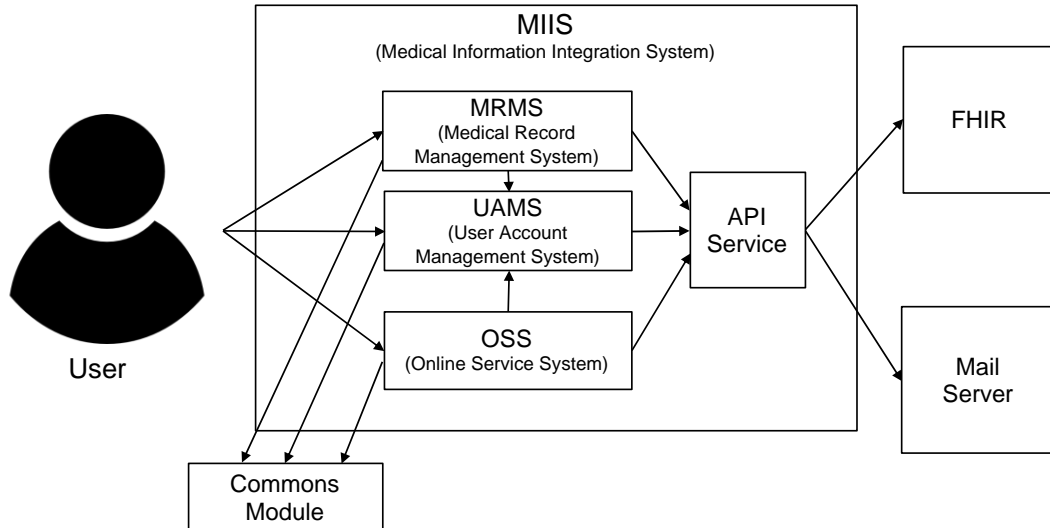 MIIS
(Medical Information Integration System)
MRMS
(Medical Record
Management System)
UAMS
(User Account
Management System)
OSS
(Online Service System)
API
Service
FHIR
Mail
Server
User
Commons
Module